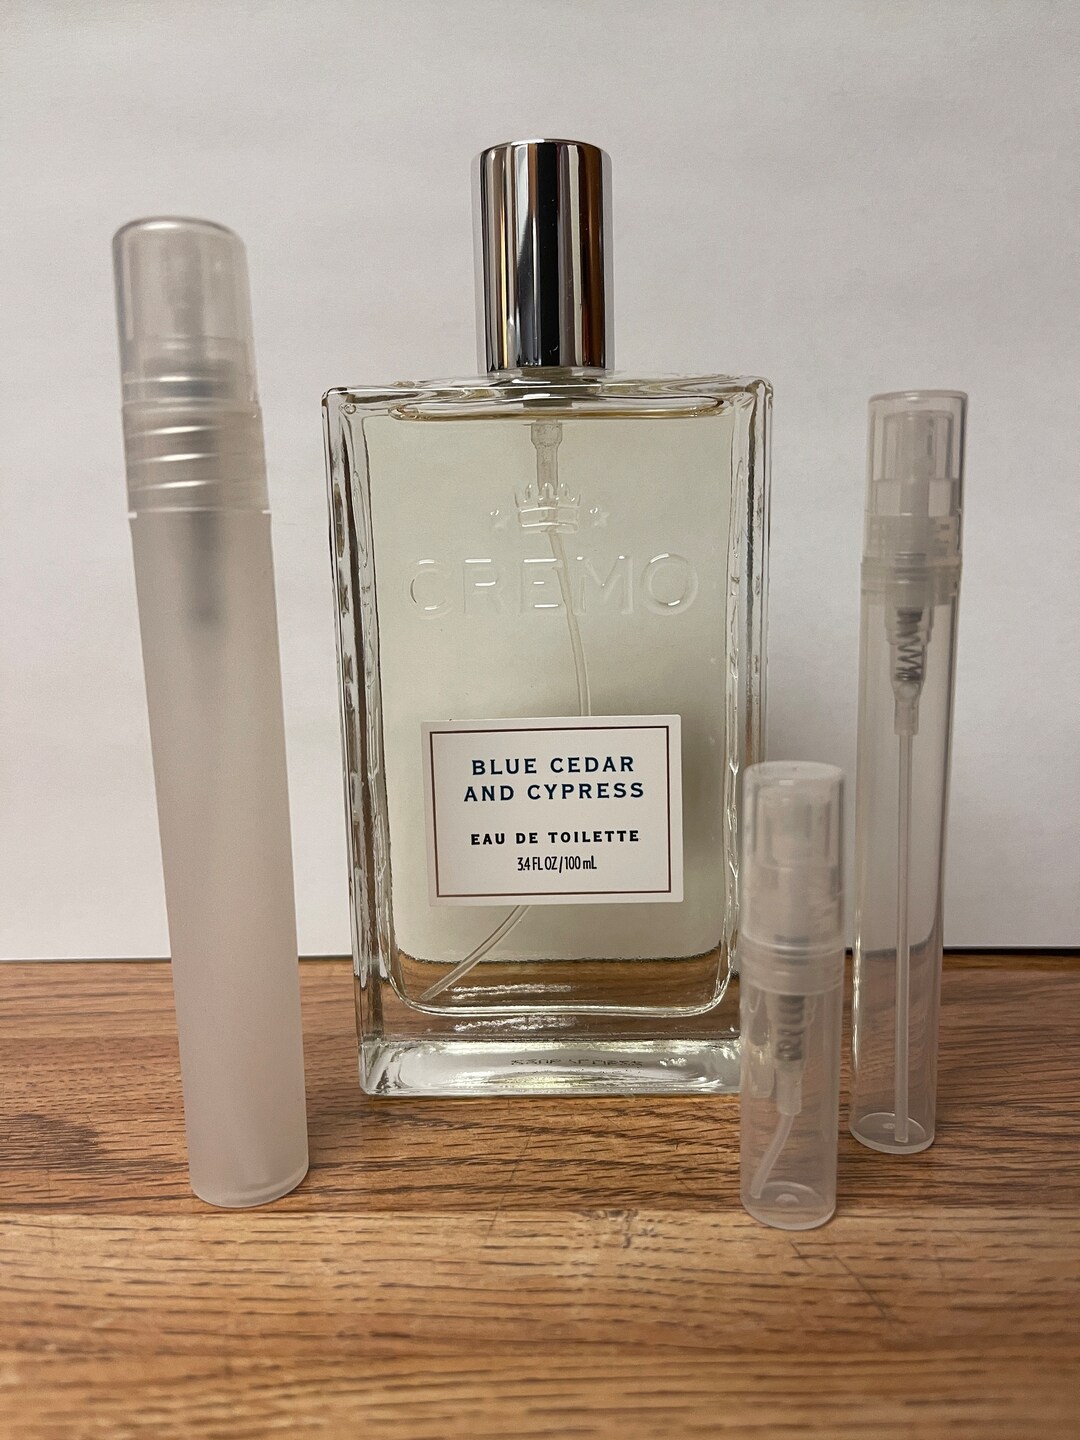 CREMO
BLUE CEDAR
AND CYPRESS
EAU DE TOILETTE
3.4 FL OZ / 100 mL